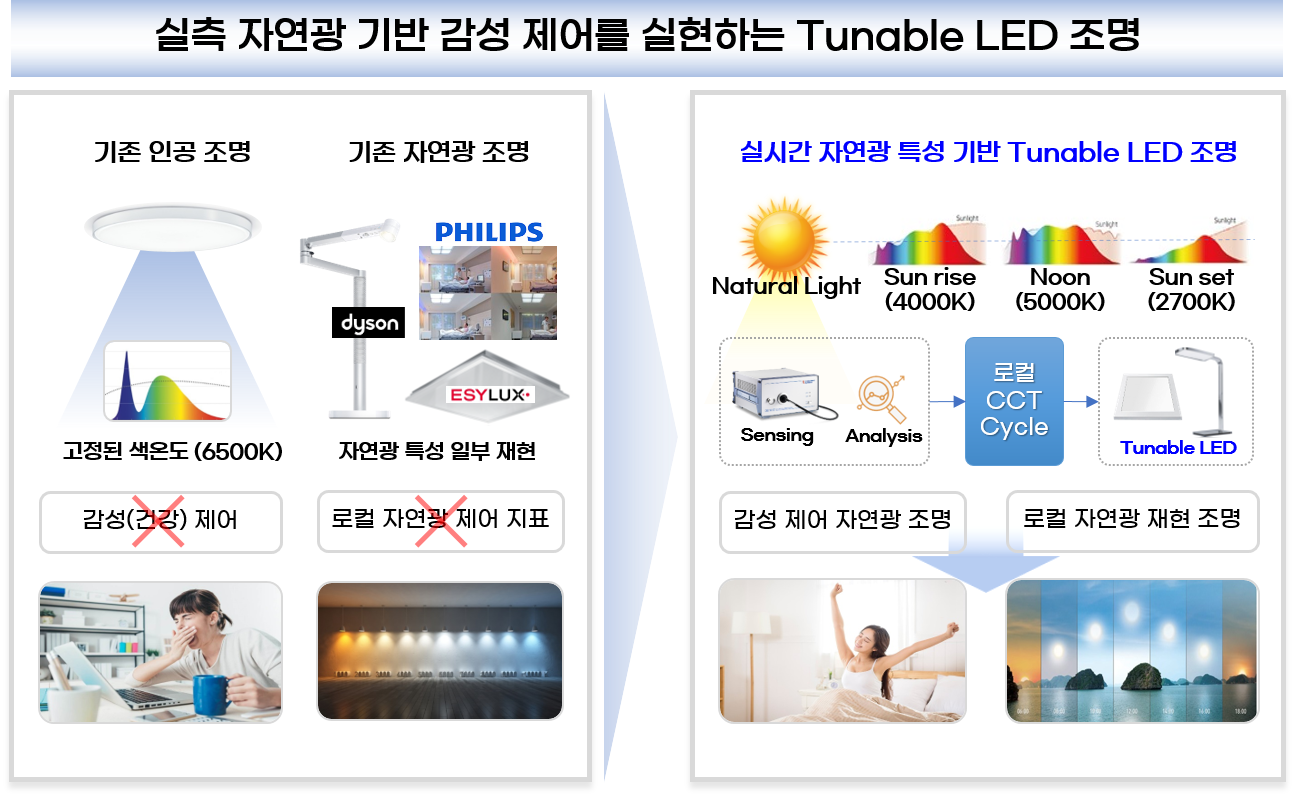 실측 자연광 기반 감성 제어를 실현하는 Tunable LED 조명
기존 인공 조명
기존 자연광 조명
PHILIPS
dyson
ESYLUX
고정된 색온도 (6500K)
자연광 특성 일부 재현
감성(건강) 제어
로컬 자연광 제어 지표
실시간 자연광 특성 기반 Tunable LED 조명
Sunlight
Sunlight
Sunlight
Natural Light
Sun rise
(4000K)
Noon
(5000K)
Sun set
(2700K)
Sensing
Analysis
로컬
CCT
Cycle
Tunable LED
감성 제어 자연광 조명
로컬 자연광 재현 조명